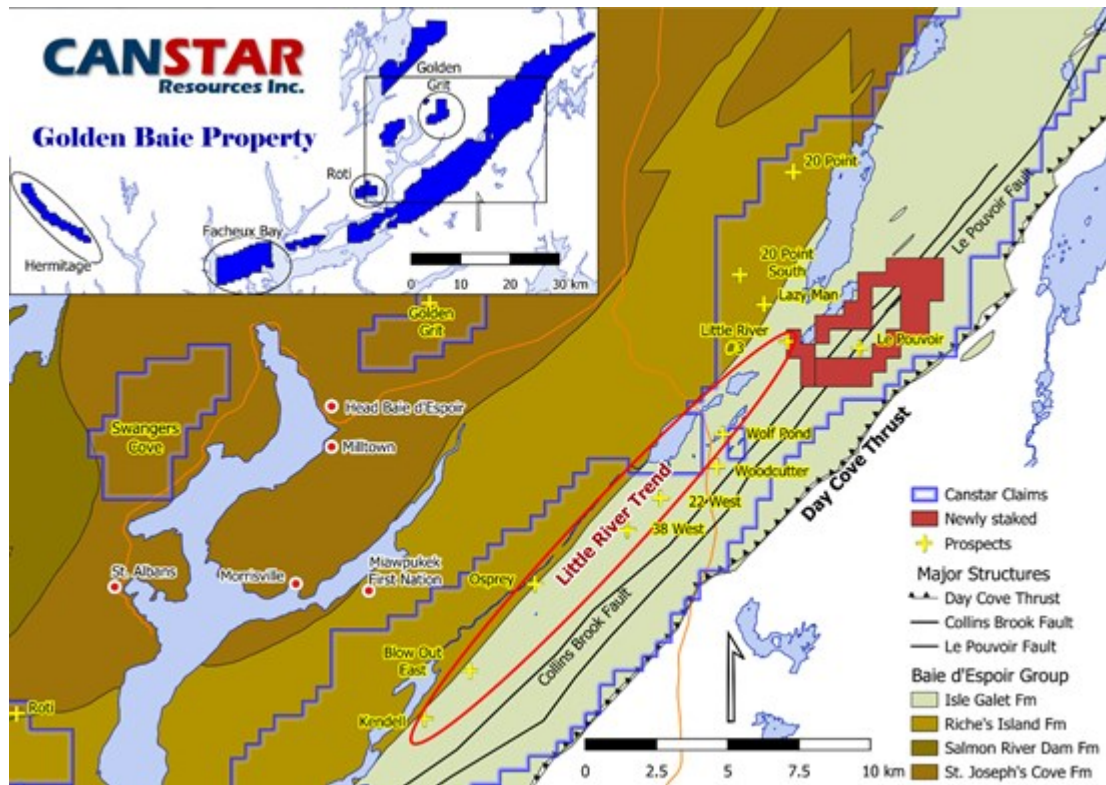 CANSTAR
Resources Inc.
Golden Baie Property
Golden
Grit
Roti
Facheux Bay
Hermitage
0 10 20 30 km
20 Point
20 Point
South
Lazy Man
Little River
#3
Le Pouvoir
Le Pouvoir Fault
Golden
Grit
Swangers
Cove
Head Baie d'Espoir
Milltown
Wolf Pond
Woodcutter
22 West
38 West
Little River Trend
Day Cove Thrust
St. Albans
Morrisville
Miawpukek
First Nation
Osprey
Collins Brook Fault
Blow Out
East
Kendell
Roti
Canstar Claims
Newly staked
Prospects
Major Structures
Day Cove Thrust
Collins Brook Fault
Le Pouvoir Fault
Baie d'Espoir Group
Isle Galet Fm
Riche's Island Fm
Salmon River Dam Fm
St. Joseph's Cove Fm
0 2.5 5 7.5 10 km